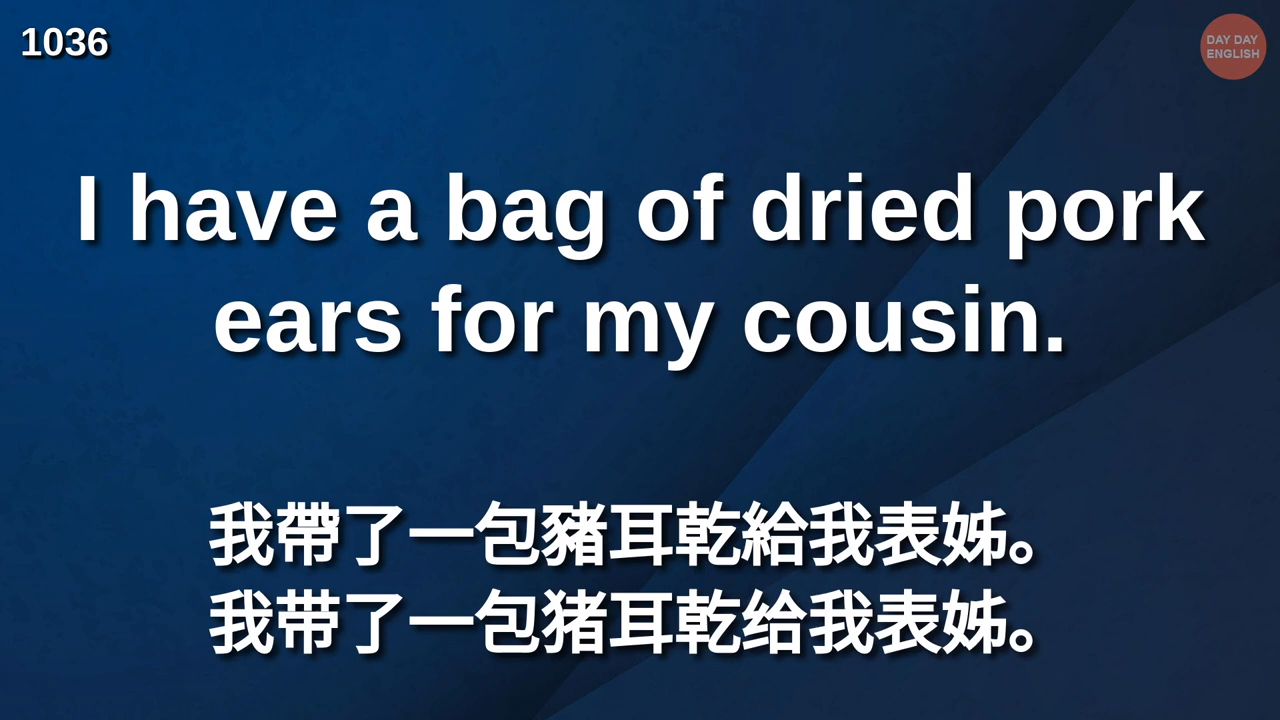 1036
DAY DAY
ENGLISH
I have a bag of dried pork
ears for my cousin.
我帶了一包豬耳乾給我表姊。
我带了一包猪耳乾给我表姊。